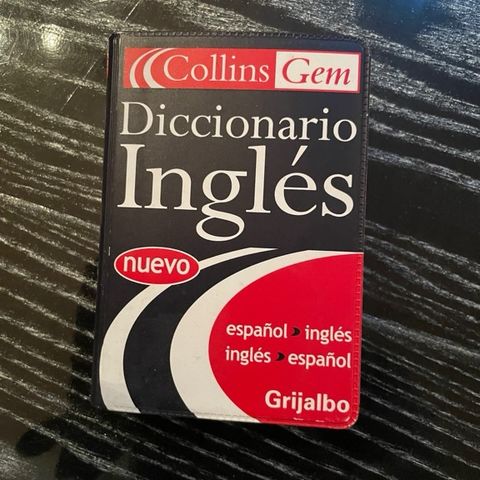 Collins Gem
Diccionario
Inglés
nuevo
español › inglés
inglés › español
Grijalbo